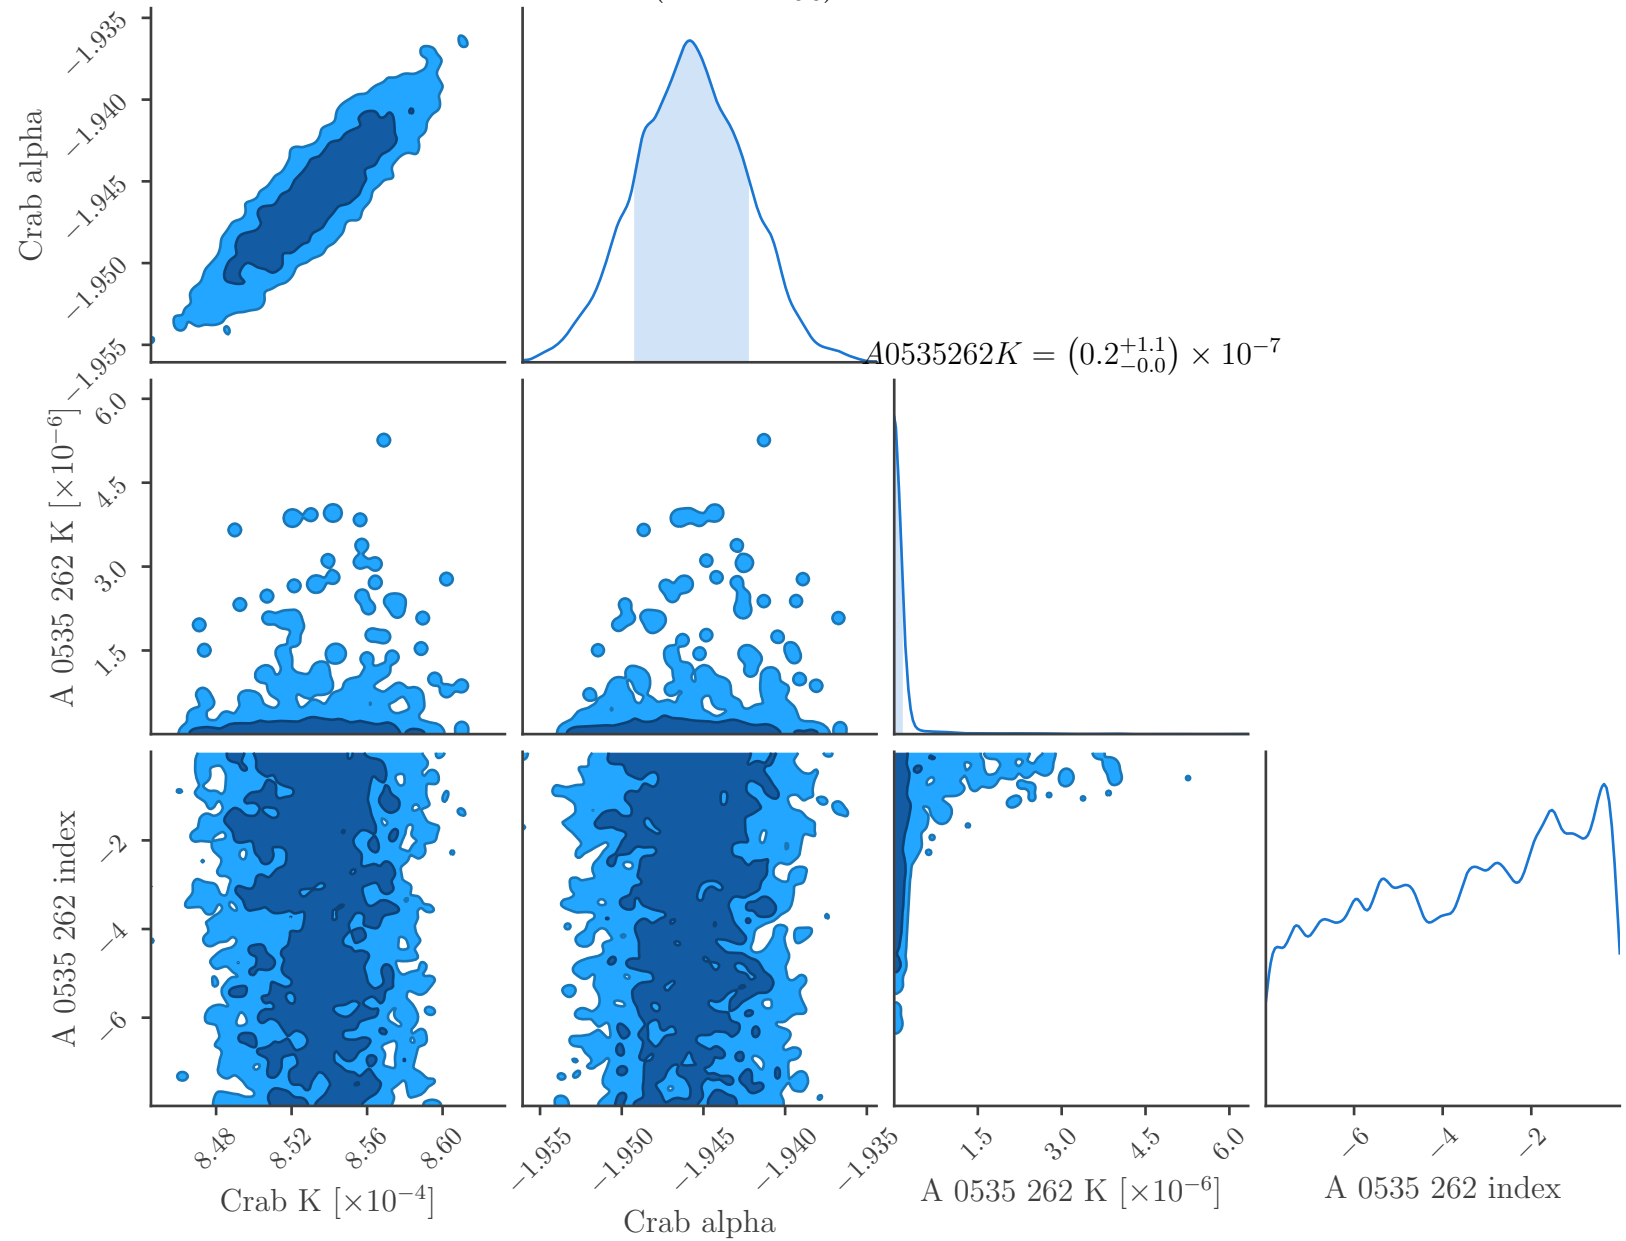 Crab alpha
−1.935
−1.940
−1.945
−1.950
−1.955
A0535262K = (0.2 +1.1 −0.0) × 10−7
A 0535 262 K [×10−6]
6.0
4.5
3.0
1.5
A 0535 262 index
−2
−4
−6
8.48 8.52 8.56 8.60
Crab K [×10−4]
−1.955 −1.950 −1.945 −1.940 −1.935
Crab alpha
1.5 3.0 4.5 6.0
A 0535 262 K [×10−6]
−6 −4 −2
A 0535 262 index